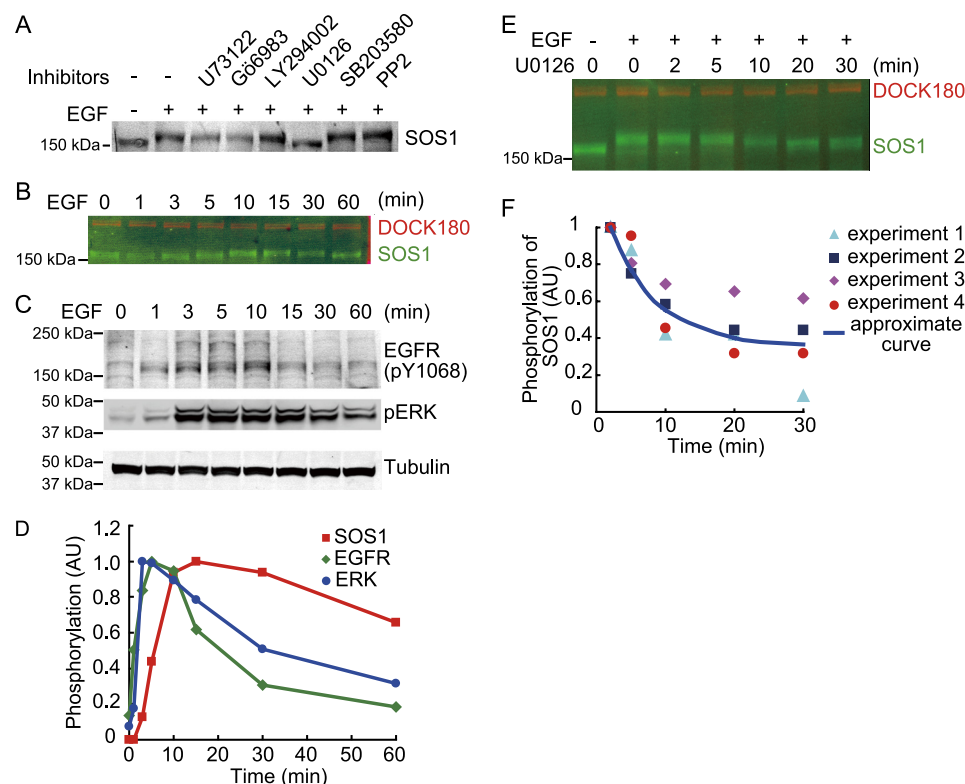 A
Inhibitors - - U73122 Gö6983 LY294002 U0126 SB203580 PP2
EGF - + + + + + + +
150 kDa SOS1
B
EGF 0 1 3 5 10 15 30 60 (min)
DOCK180
150 kDa SOS1
C
EGF 0 1 3 5 10 15 30 60 (min)
250 kDa
EGFR
(pY1068)
150 kDa
50 kDa
pERK
37 kDa
50 kDa
Tubulin
37 kDa
D
Phosphorylation (AU)
1.2
1.0
0.8
0.6
0.4
0.2
0
SOS1
EGFR
ERK
0 10 20 30 40 50 60
Time (min)
E
EGF - + + + + + +
U0126 0 0 2 5 10 20 30 (min)
DOCK180
SOS1
150 kDa
F
Phosphorylation of
SOS1 (AU)
1
0.8
0.6
0.4
0.2
0
0 10 20 30
Time (min)
experiment 1
experiment 2
experiment 3
experiment 4
approximate
curve